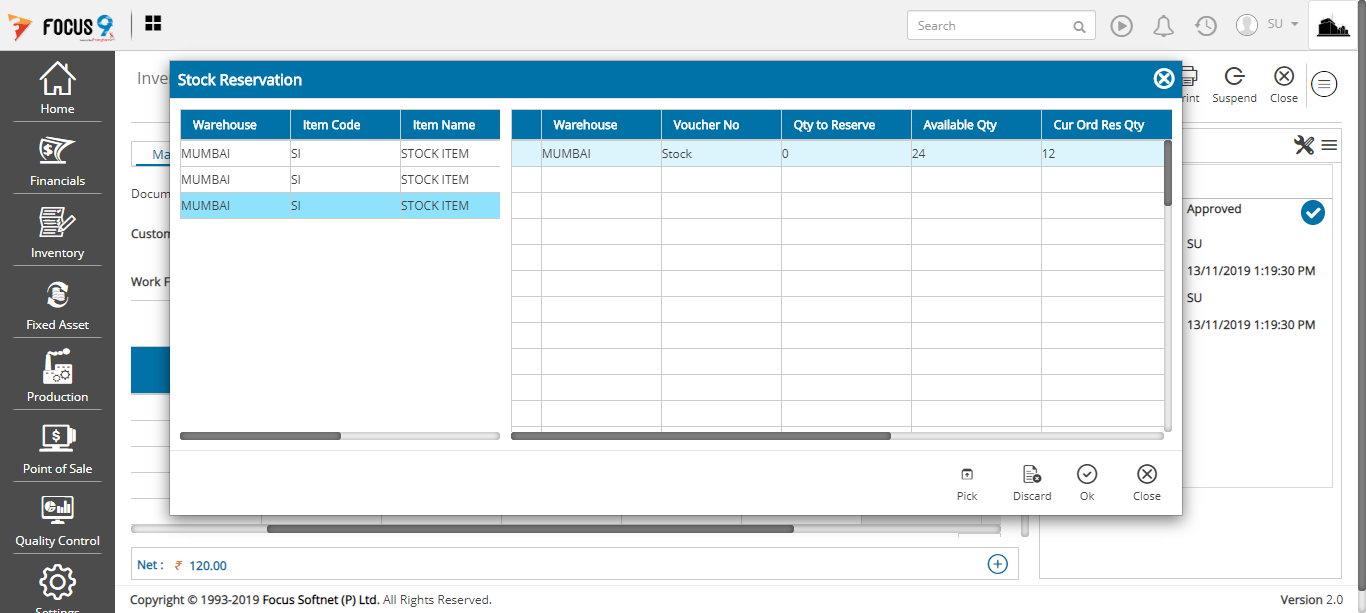 FOCUS 9
Search
SU
Home
Financials
Inventory
Fixed Asset
Production
Point of Sale
Quality Control
Settings
Inve
rint
Suspend
Close
Ma
Docum
Custom
Work F
Stock Reservation
Warehouse Item Code Item Name
MUMBAI SI STOCK ITEM
MUMBAI SI STOCK ITEM
MUMBAI SI STOCK ITEM
Warehouse Voucher No Qty to Reserve Available Qty Cur Ord Res Qty
MUMBAI Stock 0 24 12
Pick
Discard
Ok
Close
Approved
SU
13/11/2019 1:19:30 PM
SU
13/11/2019 1:19:30 PM
Net : ₹ 120.00
Copyright © 1993-2019 Focus Softnet (P) Ltd. All Rights Reserved.
Version 2.0